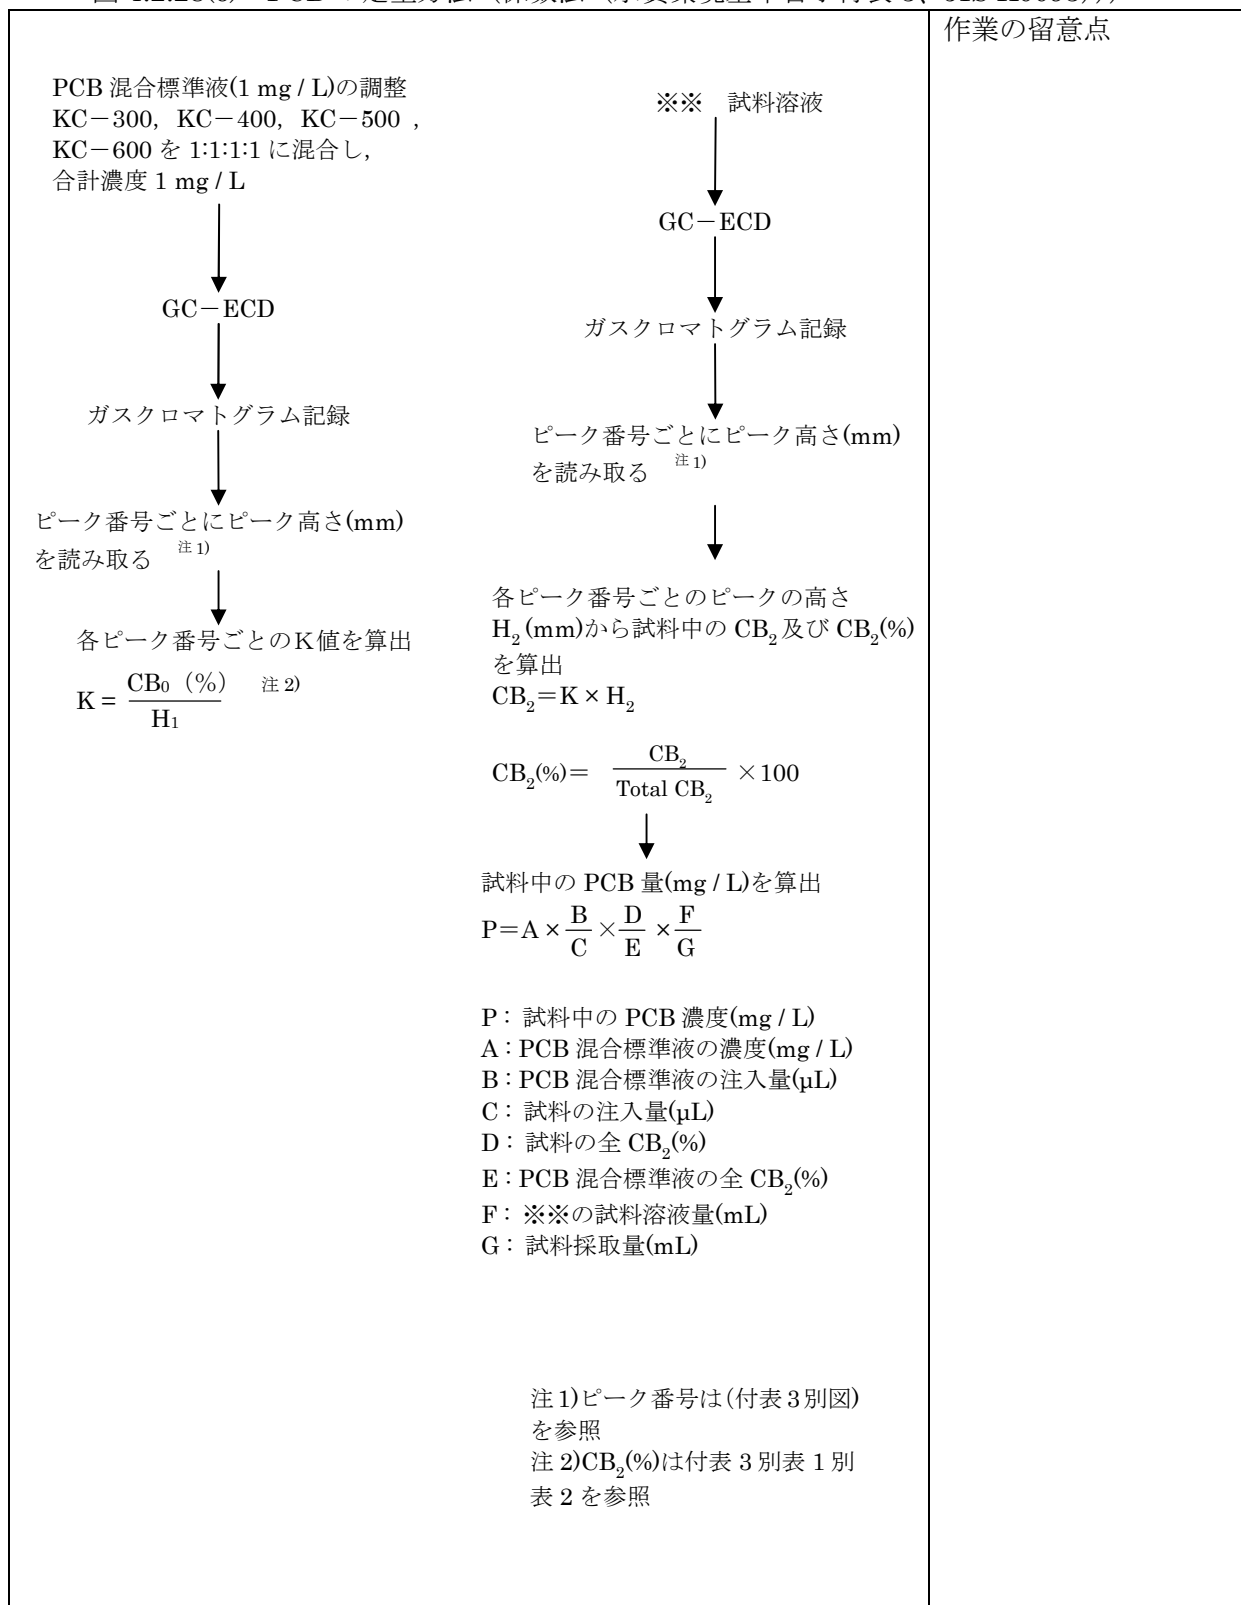 作業の留意点
PCB 混合標準液(1 mg / L)の調整
KC－300，KC－400，KC－500，
KC－600 を 1:1:1:1 に混合し，
合計濃度 1 mg / L
GC－ECD
ガスクロマトグラム記録
ピーク番号ごとにピーク高さ(mm)
を読み取る 注 1)
各ピーク番号ごとのＫ値を算出
K = CB₀（%） / H₁ 注 2)
※※ 試料溶液
GC－ECD
ガスクロマトグラム記録
ピーク番号ごとにピーク高さ(mm)
を読み取る 注 1)
各ピーク番号ごとのピークの高さ
H₂ (mm)から試料中の CB₂ 及び CB₂(%)
を算出
CB₂＝K × H₂
CB₂(%)＝ CB₂ / Total CB₂ ×100
試料中の PCB 量(mg / L)を算出
P＝A × B/C × D/E × F/G
P：試料中の PCB 濃度(mg / L)
A：PCB 混合標準液の濃度(mg / L)
B：PCB 混合標準液の注入量(µL)
C：試料の注入量(µL)
D：試料の全 CB₂(%)
E：PCB 混合標準液の全 CB₂(%)
F：※※の試料溶液量(mL)
G：試料採取量(mL)
注 1)ピーク番号は(付表 3 別図)
を参照
注 2)CB₂(%)は付表 3 別表 1 別
表 2 を参照